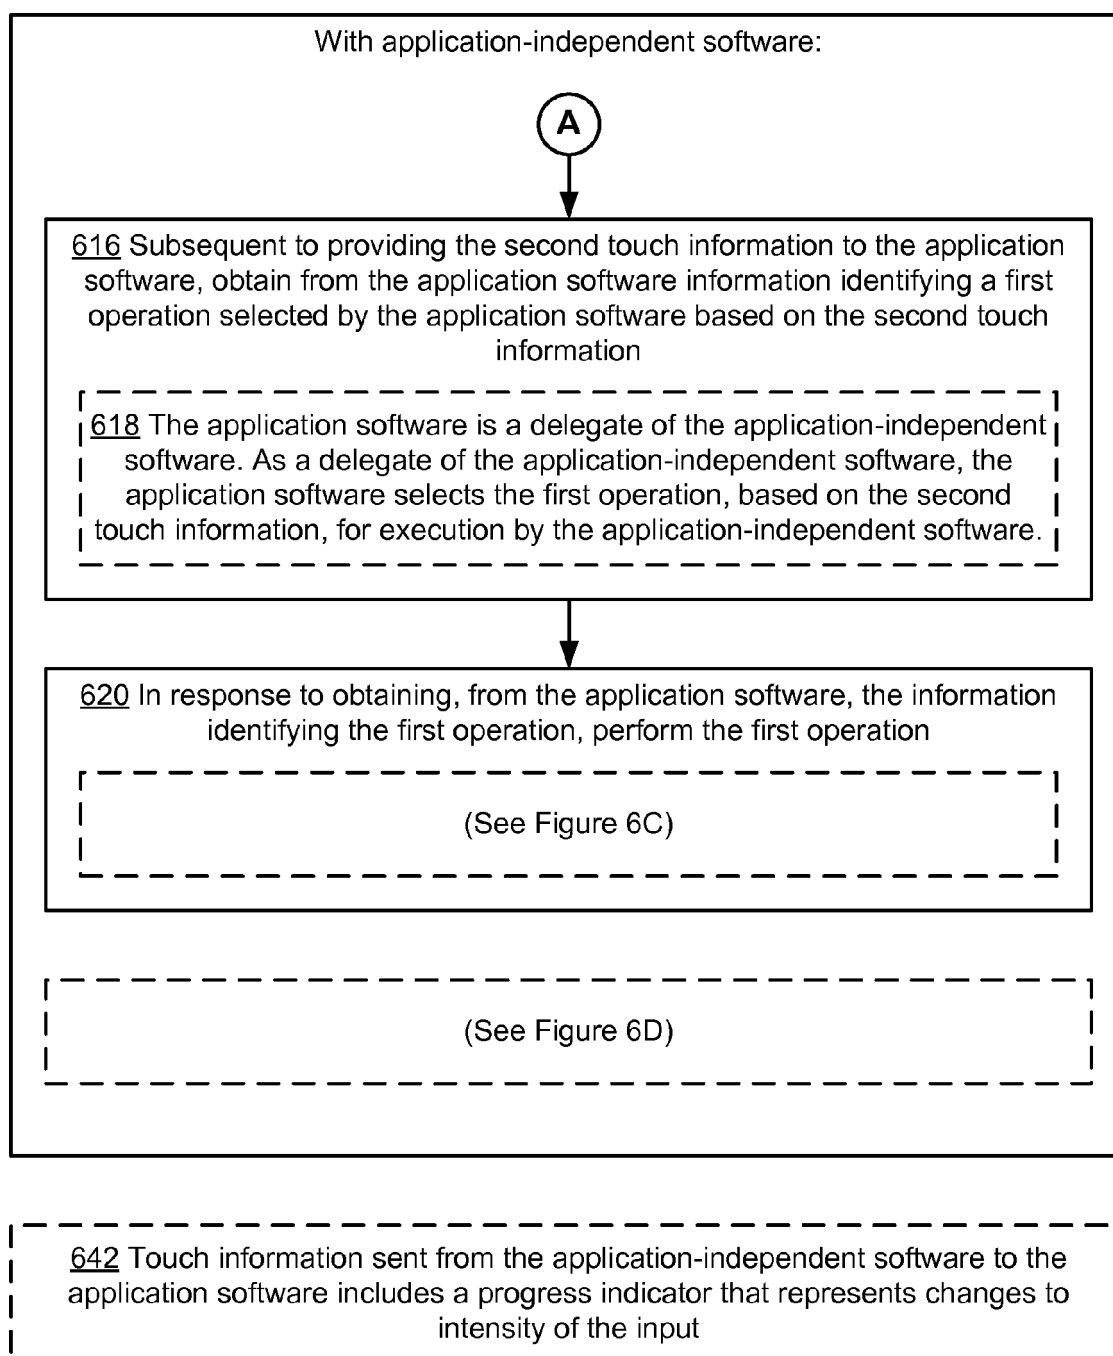 With application-independent software:
A
616 Subsequent to providing the second touch information to the application
software, obtain from the application software information identifying a first
operation selected by the application software based on the second touch
information
618 The application software is a delegate of the application-independent
software. As a delegate of the application-independent software, the
application software selects the first operation, based on the second
touch information, for execution by the application-independent software.
620 In response to obtaining, from the application software, the information
identifying the first operation, perform the first operation
(See Figure 6C)
(See Figure 6D)
642 Touch information sent from the application-independent software to the
application software includes a progress indicator that represents changes to
intensity of the input